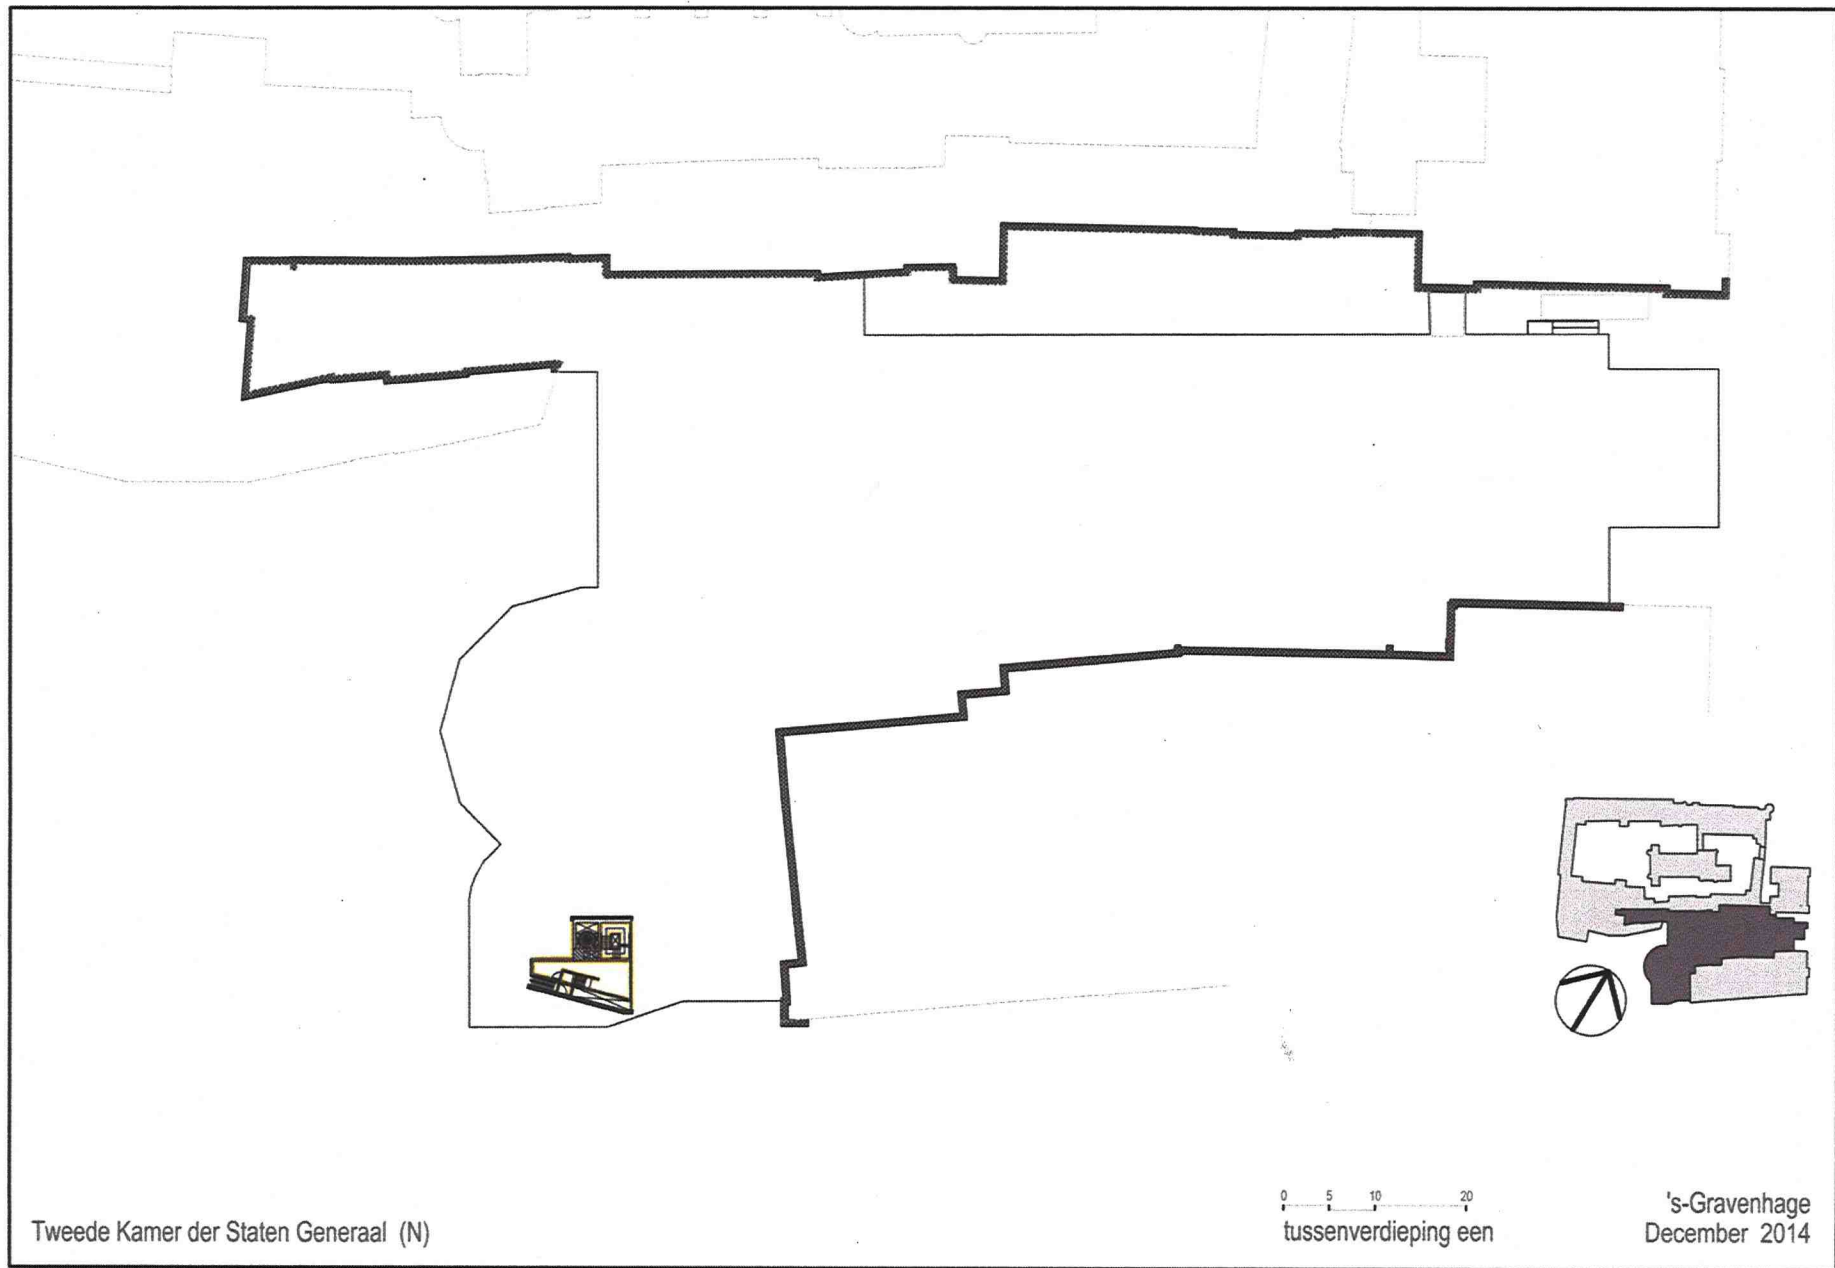 Tweede Kamer der Staten Generaal (N)
0 5 10 20
tussenverdieping een
's-Gravenhage
December 2014